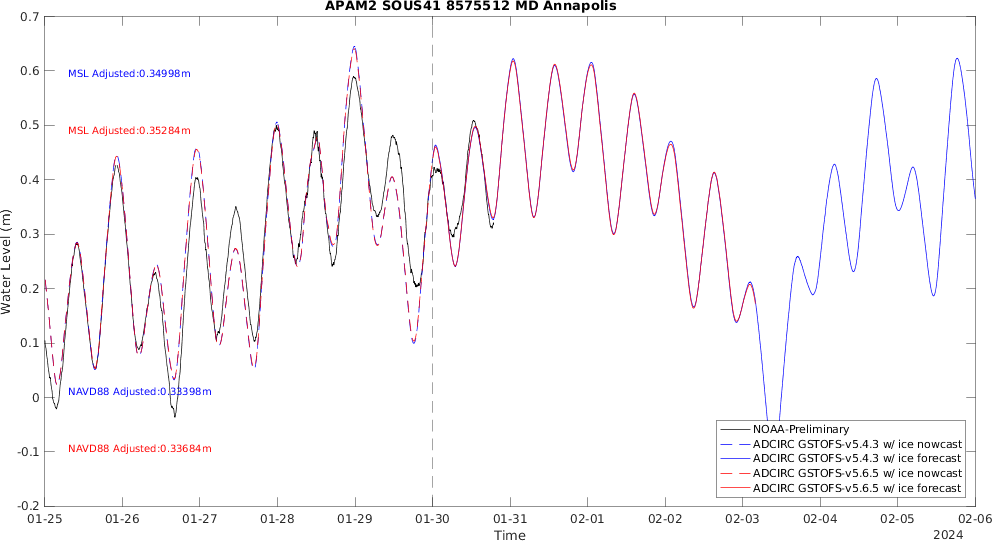 APAM2 SOUS41 8575512 MD Annapolis
0.7
0.6
0.5
0.4
0.3
0.2
0.1
0
-0.1
-0.2
Water Level (m)
MSL Adjusted:0.34998m
MSL Adjusted:0.35284m
NAVD88 Adjusted:0.33398m
NAVD88 Adjusted:0.33684m
NOAA-Preliminary
ADCIRC GSTOFS-v5.4.3 w/ ice nowcast
ADCIRC GSTOFS-v5.4.3 w/ ice forecast
ADCIRC GSTOFS-v5.6.5 w/ ice nowcast
ADCIRC GSTOFS-v5.6.5 w/ ice forecast
01-25 01-26 01-27 01-28 01-29 01-30 01-31 02-01 02-02 02-03 02-04 02-05 02-06
Time
2024